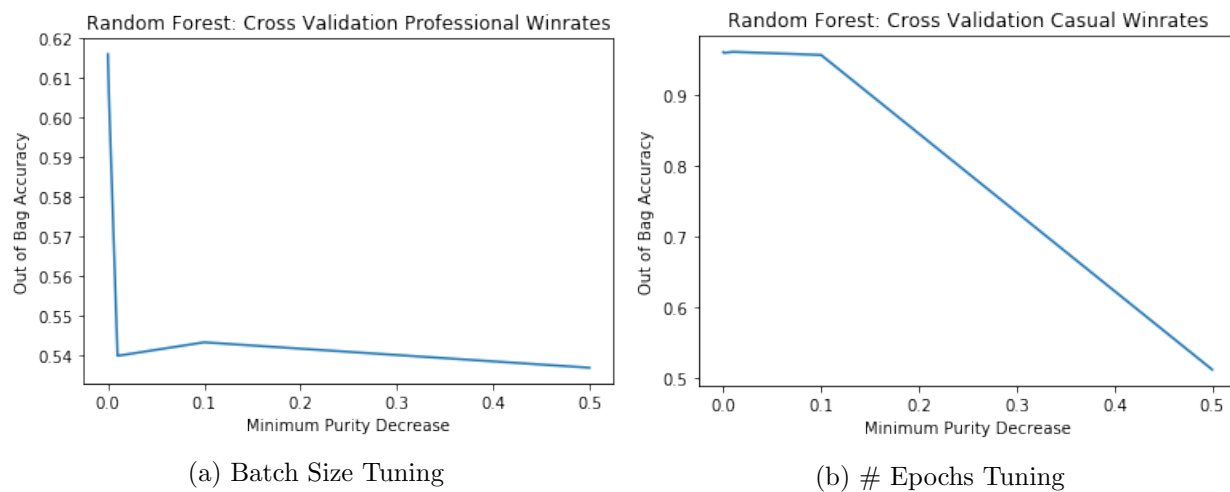 Random Forest: Cross Validation Professional Winrates
0.62
0.61
0.60
0.59
0.58
0.57
0.56
0.55
0.54
Out of Bag Accuracy
0.0 0.1 0.2 0.3 0.4 0.5
Minimum Purity Decrease
(a) Batch Size Tuning
Random Forest: Cross Validation Casual Winrates
0.9
0.8
0.7
0.6
0.5
Out of Bag Accuracy
0.0 0.1 0.2 0.3 0.4 0.5
Minimum Purity Decrease
(b) # Epochs Tuning